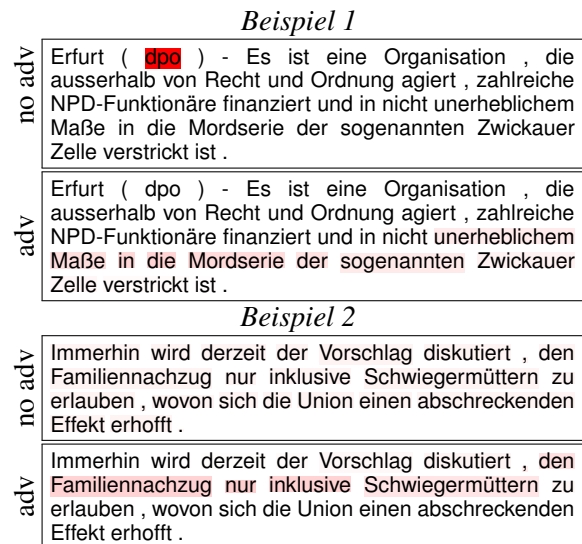 Beispiel 1
no adv
Erfurt ( dpo ) - Es ist eine Organisation , die
ausserhalb von Recht und Ordnung agiert , zahlreiche
NPD-Funktionäre finanziert und in nicht unerheblichem
Maße in die Mordserie der sogenannten Zwickauer
Zelle verstrickt ist .
adv
Erfurt ( dpo ) - Es ist eine Organisation , die
ausserhalb von Recht und Ordnung agiert , zahlreiche
NPD-Funktionäre finanziert und in nicht unerheblichem
Maße in die Mordserie der sogenannten Zwickauer
Zelle verstrickt ist .
Beispiel 2
no adv
Immerhin wird derzeit der Vorschlag diskutiert , den
Familiennachzug nur inklusive Schwiegermüttern zu
erlauben , wovon sich die Union einen abschreckenden
Effekt erhofft .
adv
Immerhin wird derzeit der Vorschlag diskutiert , den
Familiennachzug nur inklusive Schwiegermüttern zu
erlauben , wovon sich die Union einen abschreckenden
Effekt erhofft .